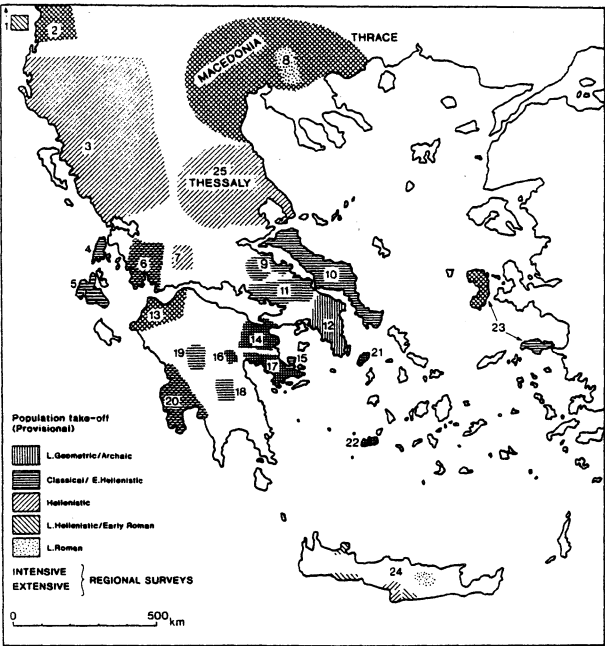 1
2
THRACE
MACEDONIA
8
3
25
THESSALY
4
6
7
5
9
10
11
13
12
14
23
19
16
15
21
17
20
18
22
Population take-off
(Provisional)
L.Geometric/Archaic
Classical/ E.Hellenistic
Hellenistic
L.Hellenistic/Early Roman
L.Roman
INTENSIVE
EXTENSIVE
REGIONAL SURVEYS
24
0 500 km